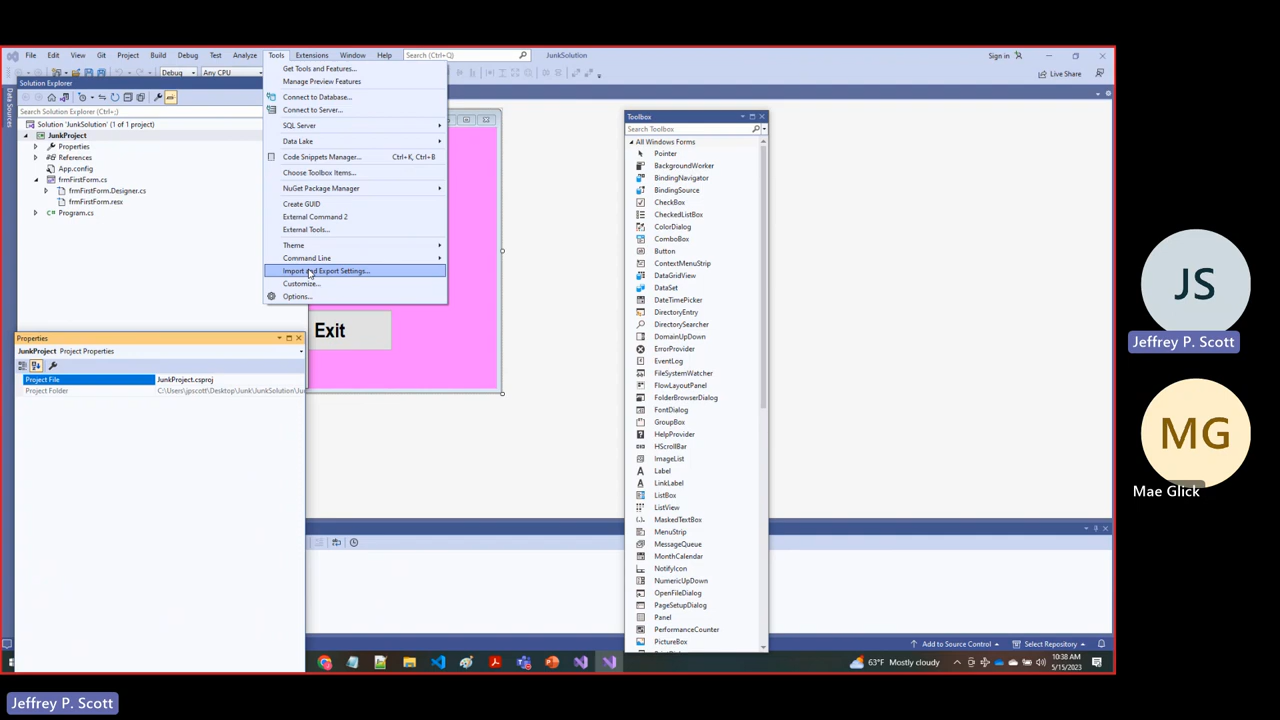 File Edit View Git Project Build Debug Test Analyze Tools Extensions Window Help Search (Ctrl+Q) JunkSolution Sign in
Debug Any CPU Live Share
Solution Explorer
Search Solution Explorer (Ctrl+;)
Solution 'JunkSolution' (1 of 1 project)
JunkProject
Properties
References
App.config
frmFirstForm.cs
frmFirstForm.Designer.cs
frmFirstForm.resx
Program.cs
Data Sources
Get Tools and Features...
Manage Preview Features
Connect to Database...
Connect to Server...
SQL Server
Data Lake
Code Snippets Manager... Ctrl+K, Ctrl+B
Choose Toolbox Items...
NuGet Package Manager
Create GUID
External Command 2
External Tools...
Theme
Command Line
Import and Export Settings...
Customize...
Options...
Exit
Properties
JunkProject Project Properties
Project File JunkProject.csproj
Project Folder C:\Users\jpscott\Desktop\Junk\JunkSolution\Ju
Toolbox
Search Toolbox
All Windows Forms
Pointer
BackgroundWorker
BindingNavigator
BindingSource
CheckBox
CheckedListBox
ColorDialog
ComboBox
Button
ContextMenuStrip
DataGridView
DataSet
DateTimePicker
DirectoryEntry
DirectorySearcher
DomainUpDown
ErrorProvider
EventLog
FileSystemWatcher
FlowLayoutPanel
FolderBrowserDialog
FontDialog
GroupBox
HelpProvider
HScrollBar
ImageList
Label
LinkLabel
ListBox
ListView
MaskedTextBox
MenuStrip
MessageQueue
MonthCalendar
NotifyIcon
NumericUpDown
OpenFileDialog
PageSetupDialog
Panel
PerformanceCounter
PictureBox
Add to Source Control Select Repository
63°F Mostly cloudy 10:38 AM
5/15/2023
JS
Jeffrey P. Scott
MG
Mae Glick
Jeffrey P. Scott